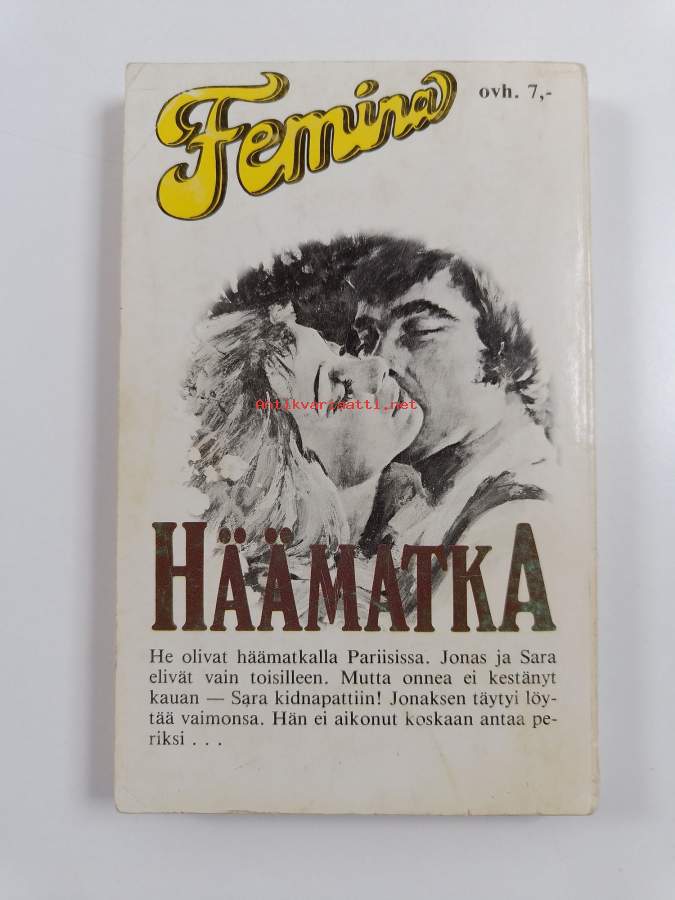 Femina
ovh. 7,-
Antikvariaatti.net
HÄÄMATKA
He olivat häämatkalla Pariisissa. Jonas ja Sara
elivät vain toisilleen. Mutta onnea ei kestänyt
kauan — Sara kidnapattiin! Jonaksen täytyi löy-
tää vaimonsa. Hän ei aikonut koskaan antaa pe-
riksi . . .